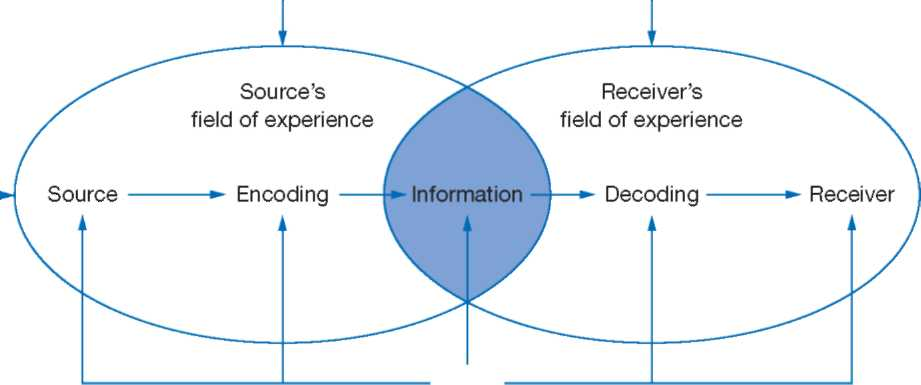 Source's
field of experience
Receiver's
field of experience
Source
Encoding
Information
Decoding
Receiver